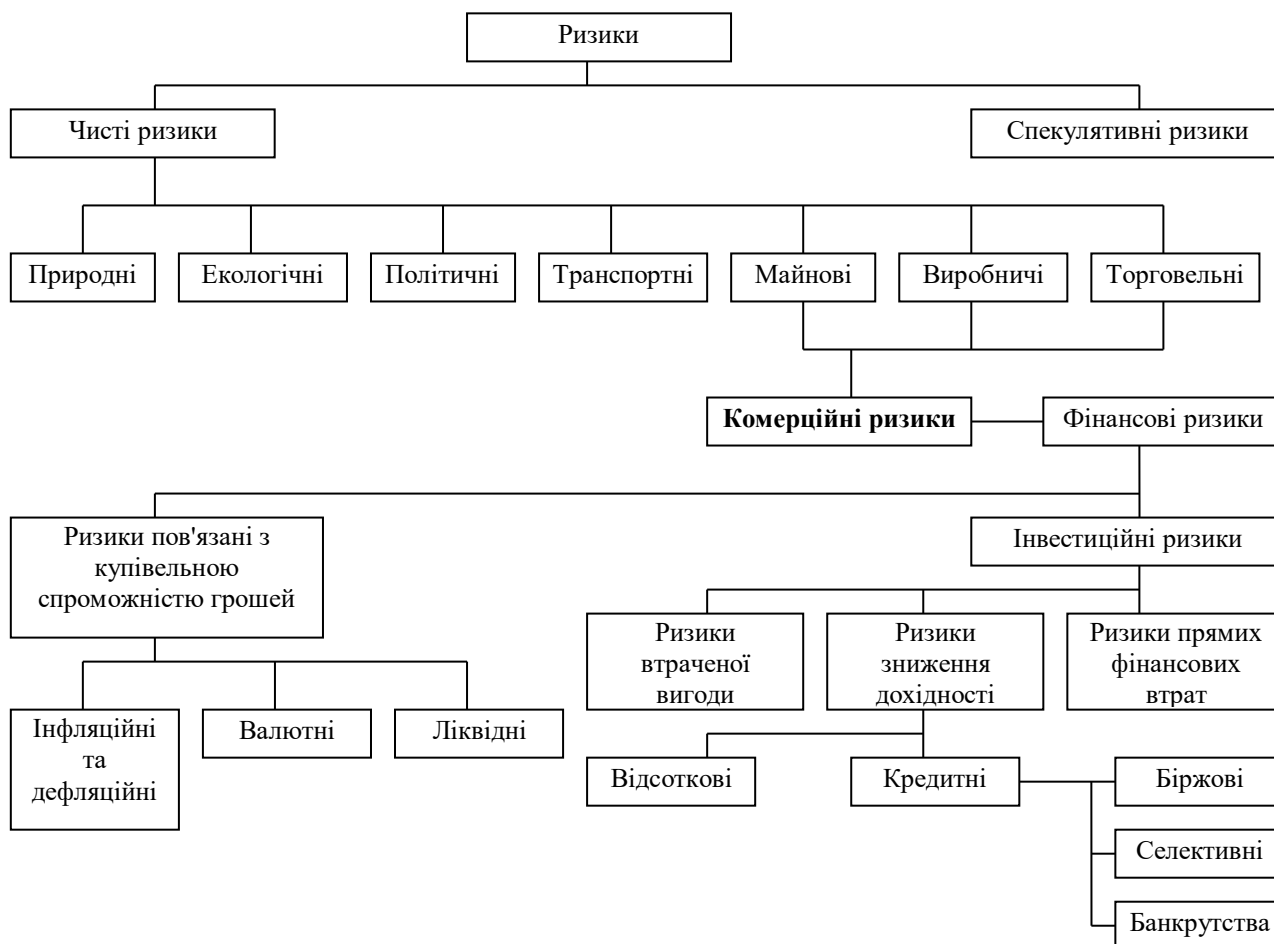 Ризики
Чисті ризики
Спекулятивні ризики
Природні
Екологічні
Політичні
Транспортні
Майнові
Виробничі
Торговельні
Комерційні ризики
Фінансові ризики
Ризики пов'язані з
купівельною
спроможністю грошей
Інвестиційні ризики
Ризики
втраченої
вигоди
Ризики
зниження
дохідності
Ризики прямих
фінансових
втрат
Інфляційні
та
дефляційні
Валютні
Ліквідні
Відсоткові
Кредитні
Біржові
Селективні
Банкрутства